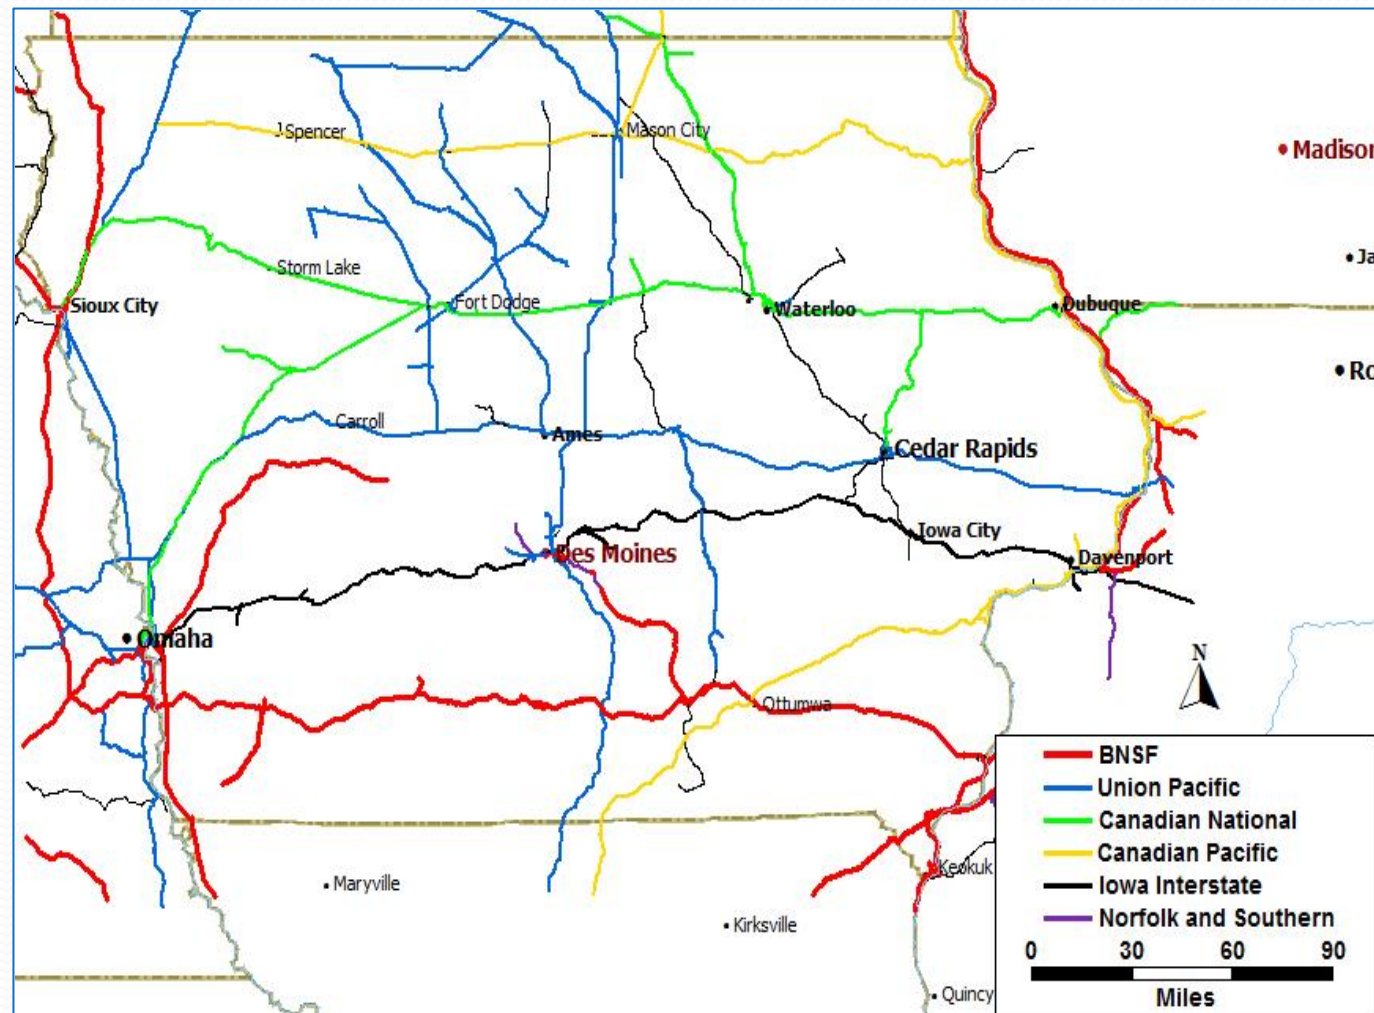 Spencer
Mason City
Madison
Ja
Storm Lake
Sioux City
Fort Dodge
Waterloo
Dubuque
Ro
Carroll
Ames
Cedar Rapids
Iowa City
Des Moines
Davenport
Omaha
N
Ottumwa
BNSF
Union Pacific
Canadian National
Canadian Pacific
Iowa Interstate
Norfolk and Southern
0 30 60 90
Miles
Keokuk
Maryville
Kirksville
Quincy